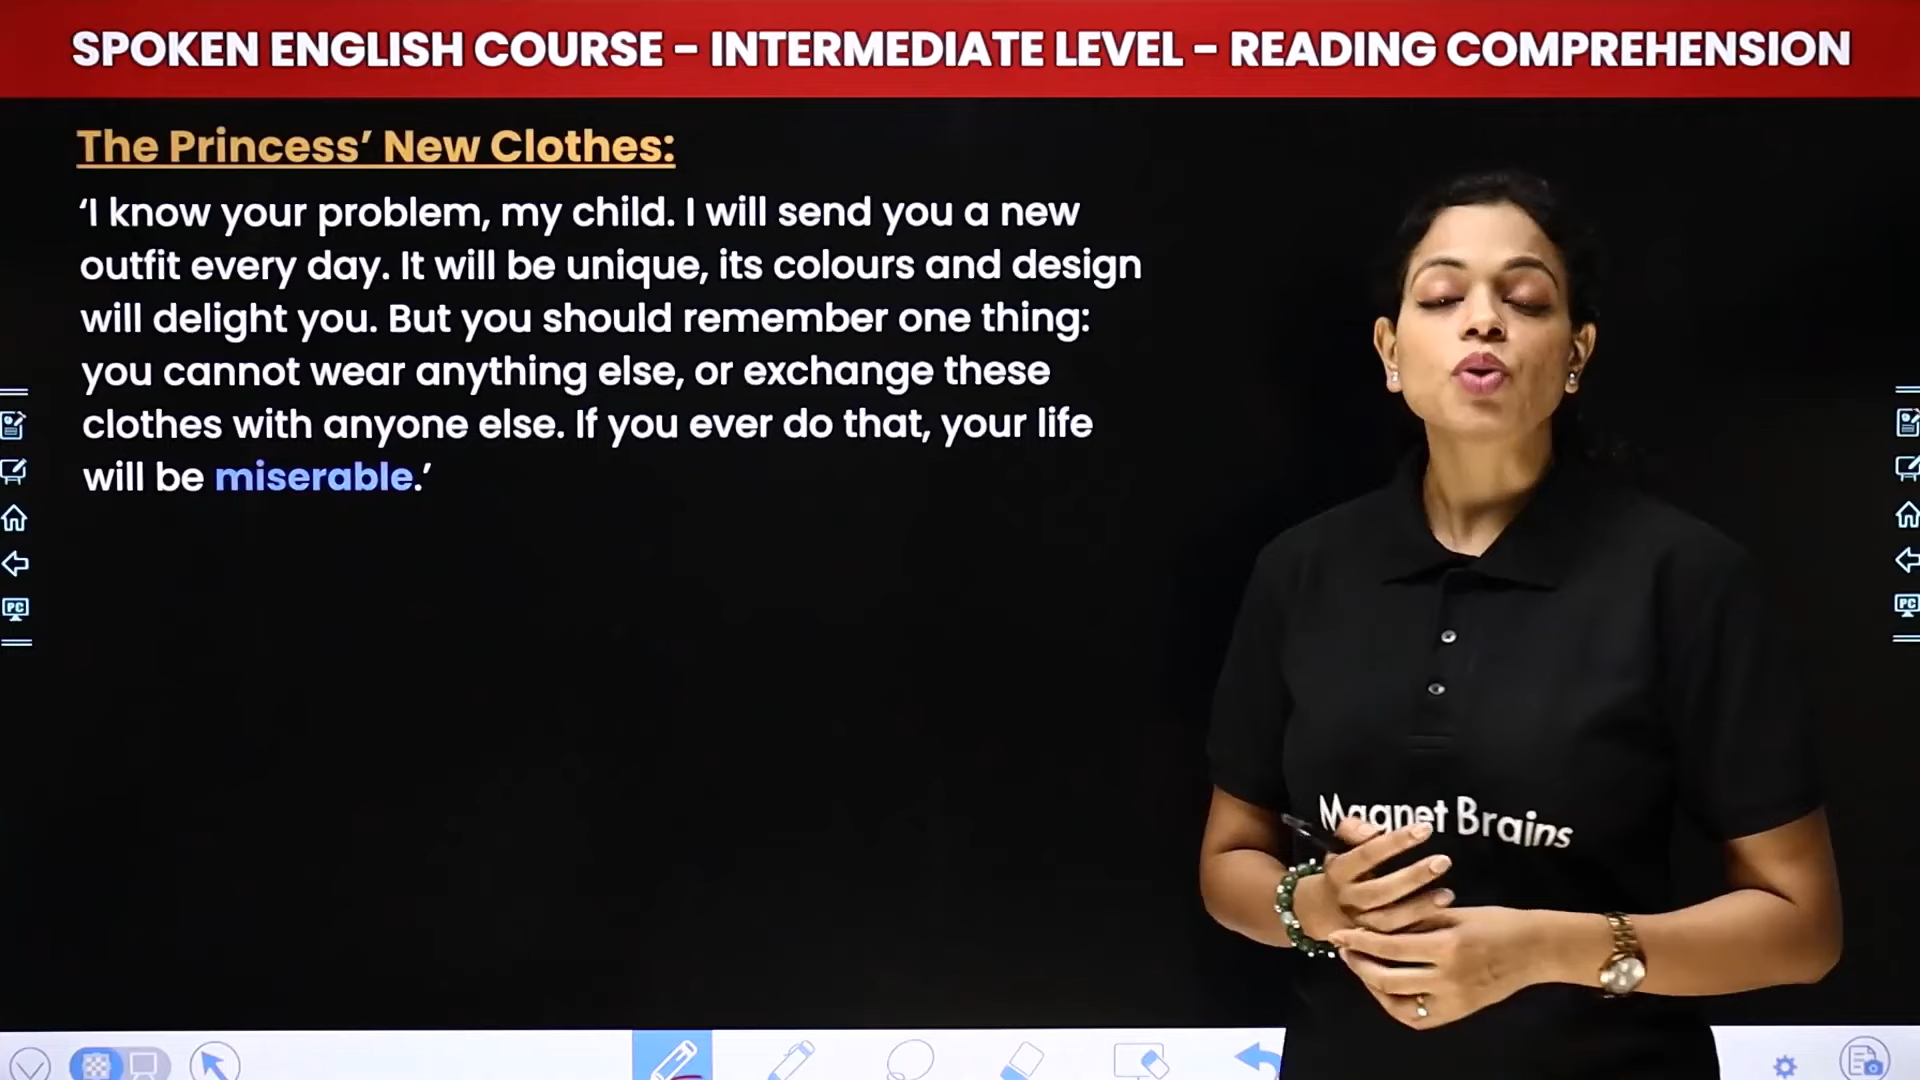 SPOKEN ENGLISH COURSE – INTERMEDIATE LEVEL – READING COMPREHENSION
The Princess’ New Clothes:
‘I know your problem, my child. I will send you a new
outfit every day. It will be unique, its colours and design
will delight you. But you should remember one thing:
you cannot wear anything else, or exchange these
clothes with anyone else. If you ever do that, your life
will be miserable.’
Magnet Brains
PC
PC